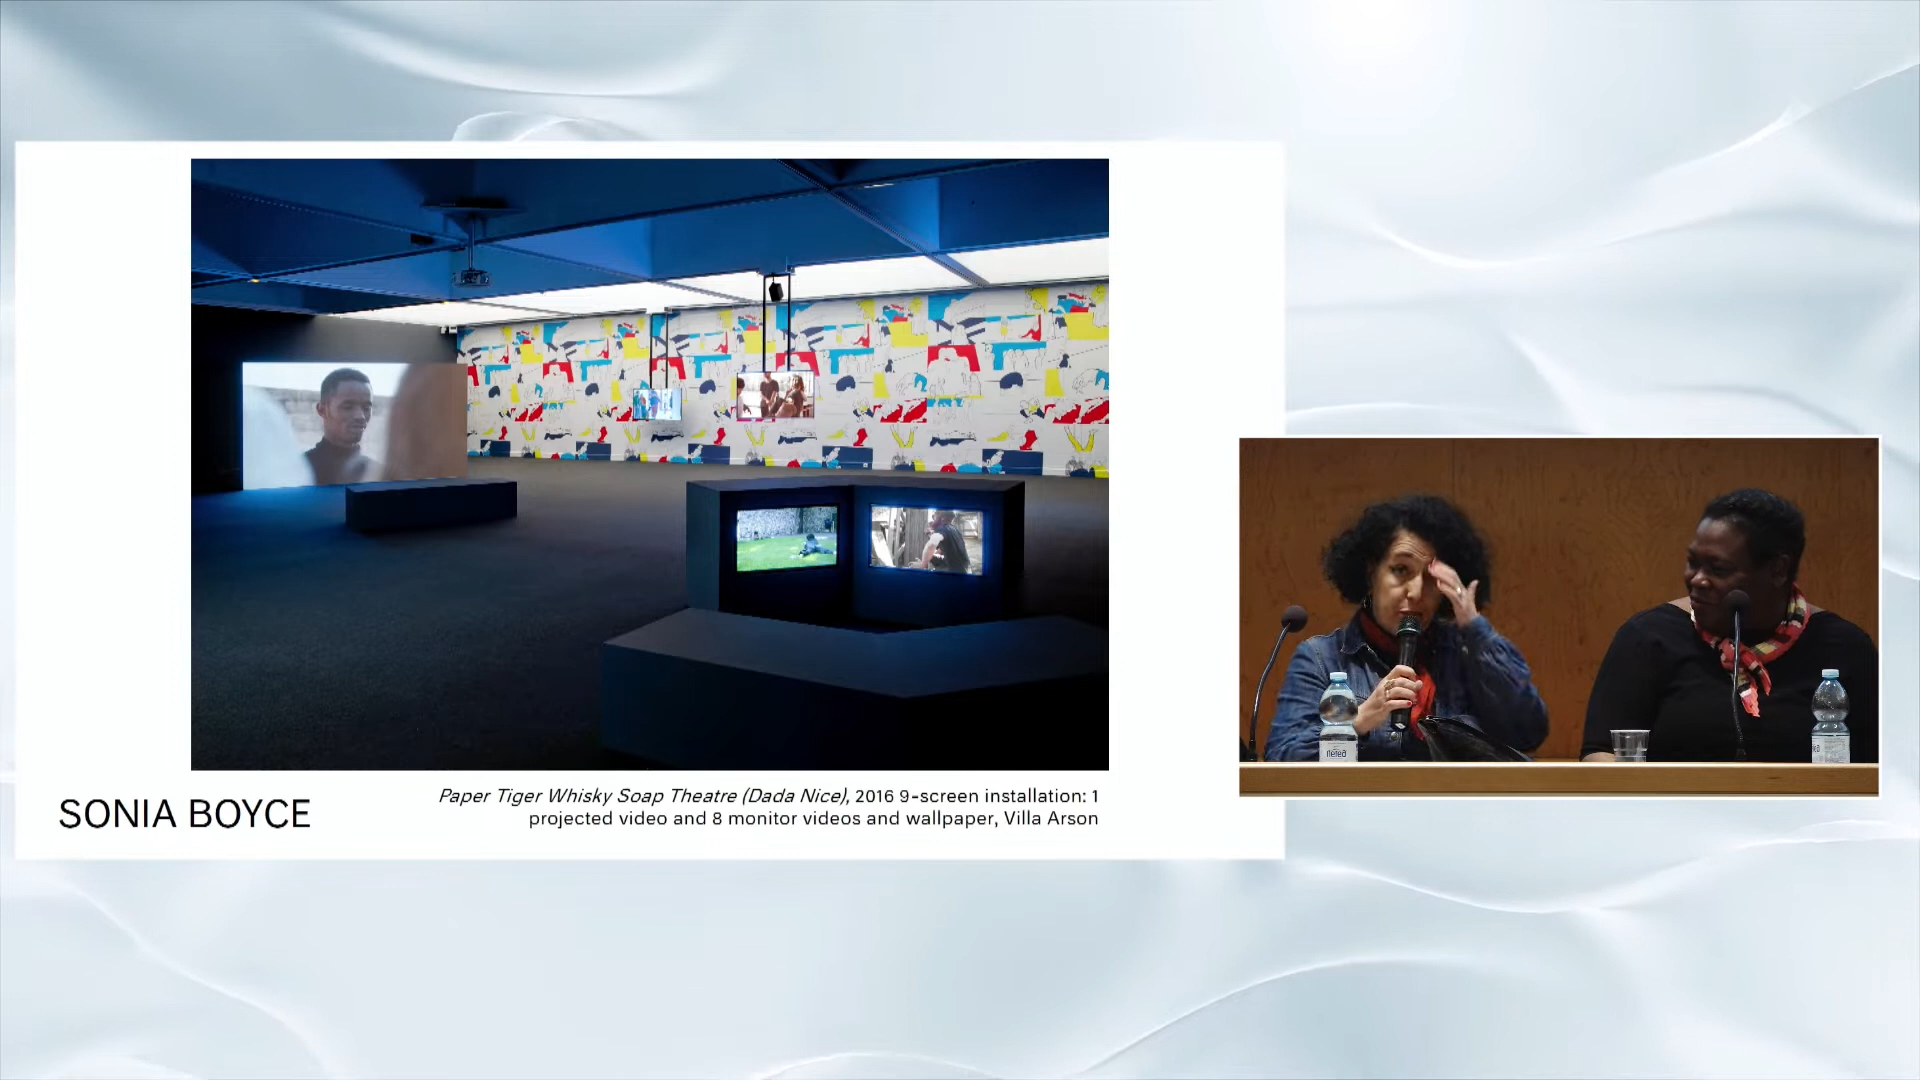 SONIA BOYCE
Paper Tiger Whisky Soap Theatre (Dada Nice), 2016 9-screen installation: 1
projected video and 8 monitor videos and wallpaper, Villa Arson